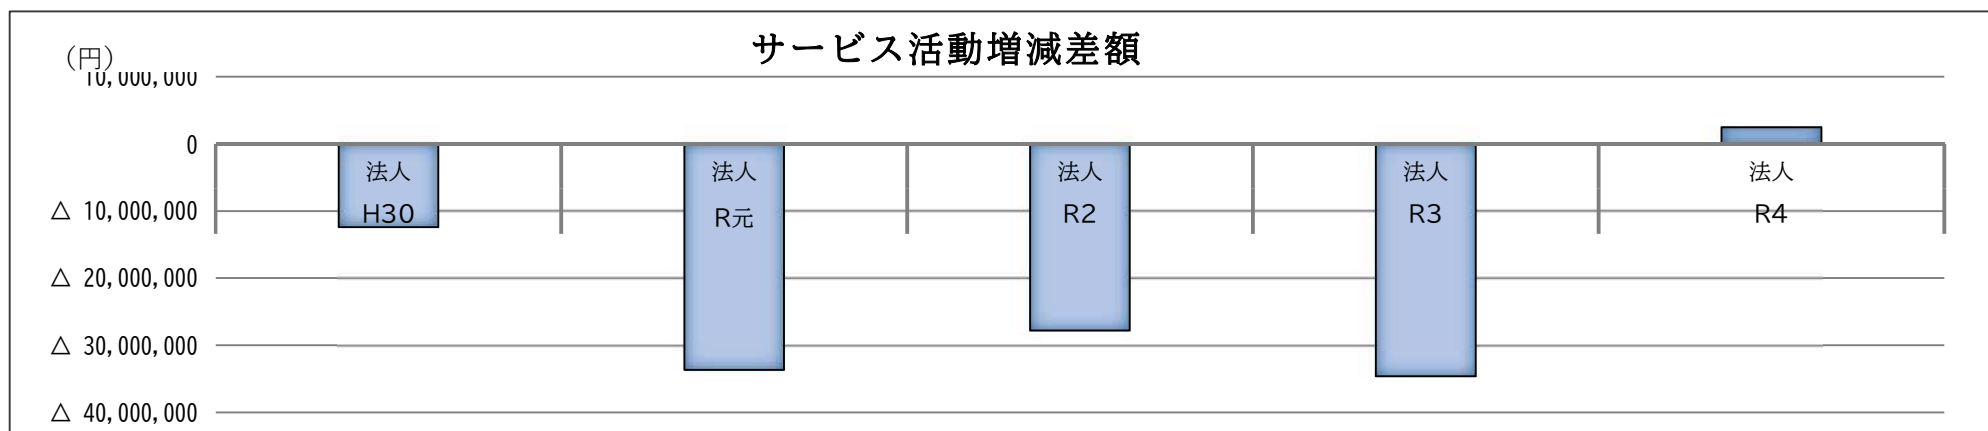 サービス活動増減差額
(円)
10,000,000
0
△ 10,000,000
△ 20,000,000
△ 30,000,000
△ 40,000,000
法人 法人 法人 法人 法人
H30 R元 R2 R3 R4